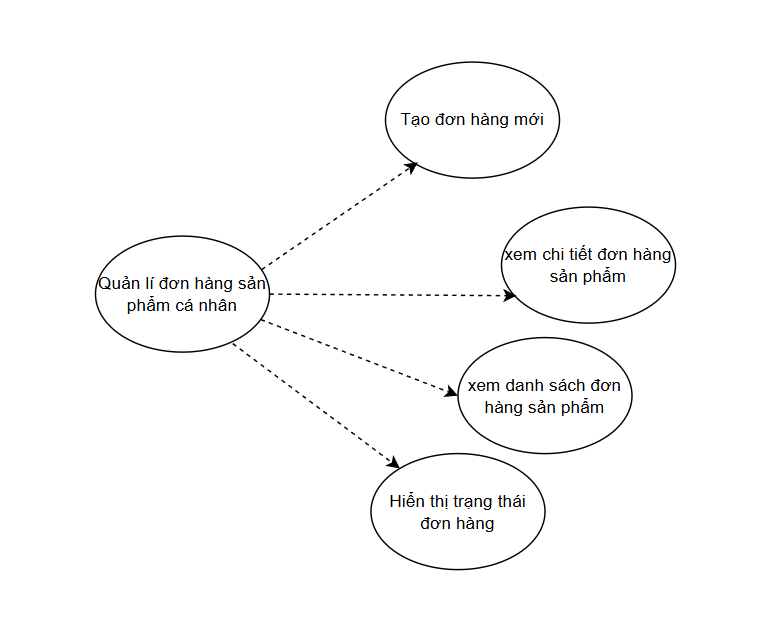 Tạo đơn hàng mới
xem chi tiết đơn hàng
sản phẩm
Quản lí đơn hàng sản
phẩm cá nhân
xem danh sách đơn
hàng sản phẩm
Hiển thị trạng thái
đơn hàng